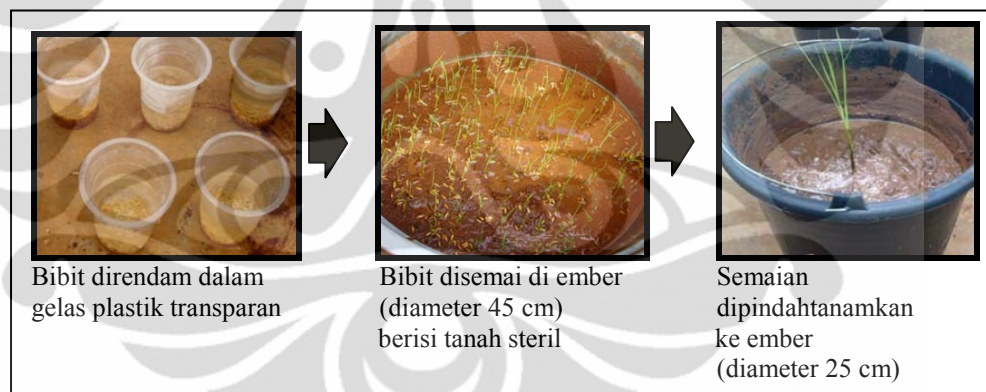 Bibit direndam dalam
gelas plastik transparan
Bibit disemai di ember
(diameter 45 cm)
berisi tanah steril
Semaian
dipindahtanamkan
ke ember
(diameter 25 cm)